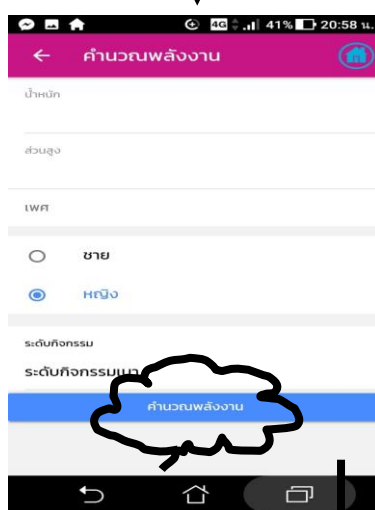 4G 41% 20:58 น.
คำนวณพลังงาน
น้ำหนัก
ส่วนสูง
เพศ
ชาย
หญิง
ระดับกิจกรรม
คำนวณพลังงาน